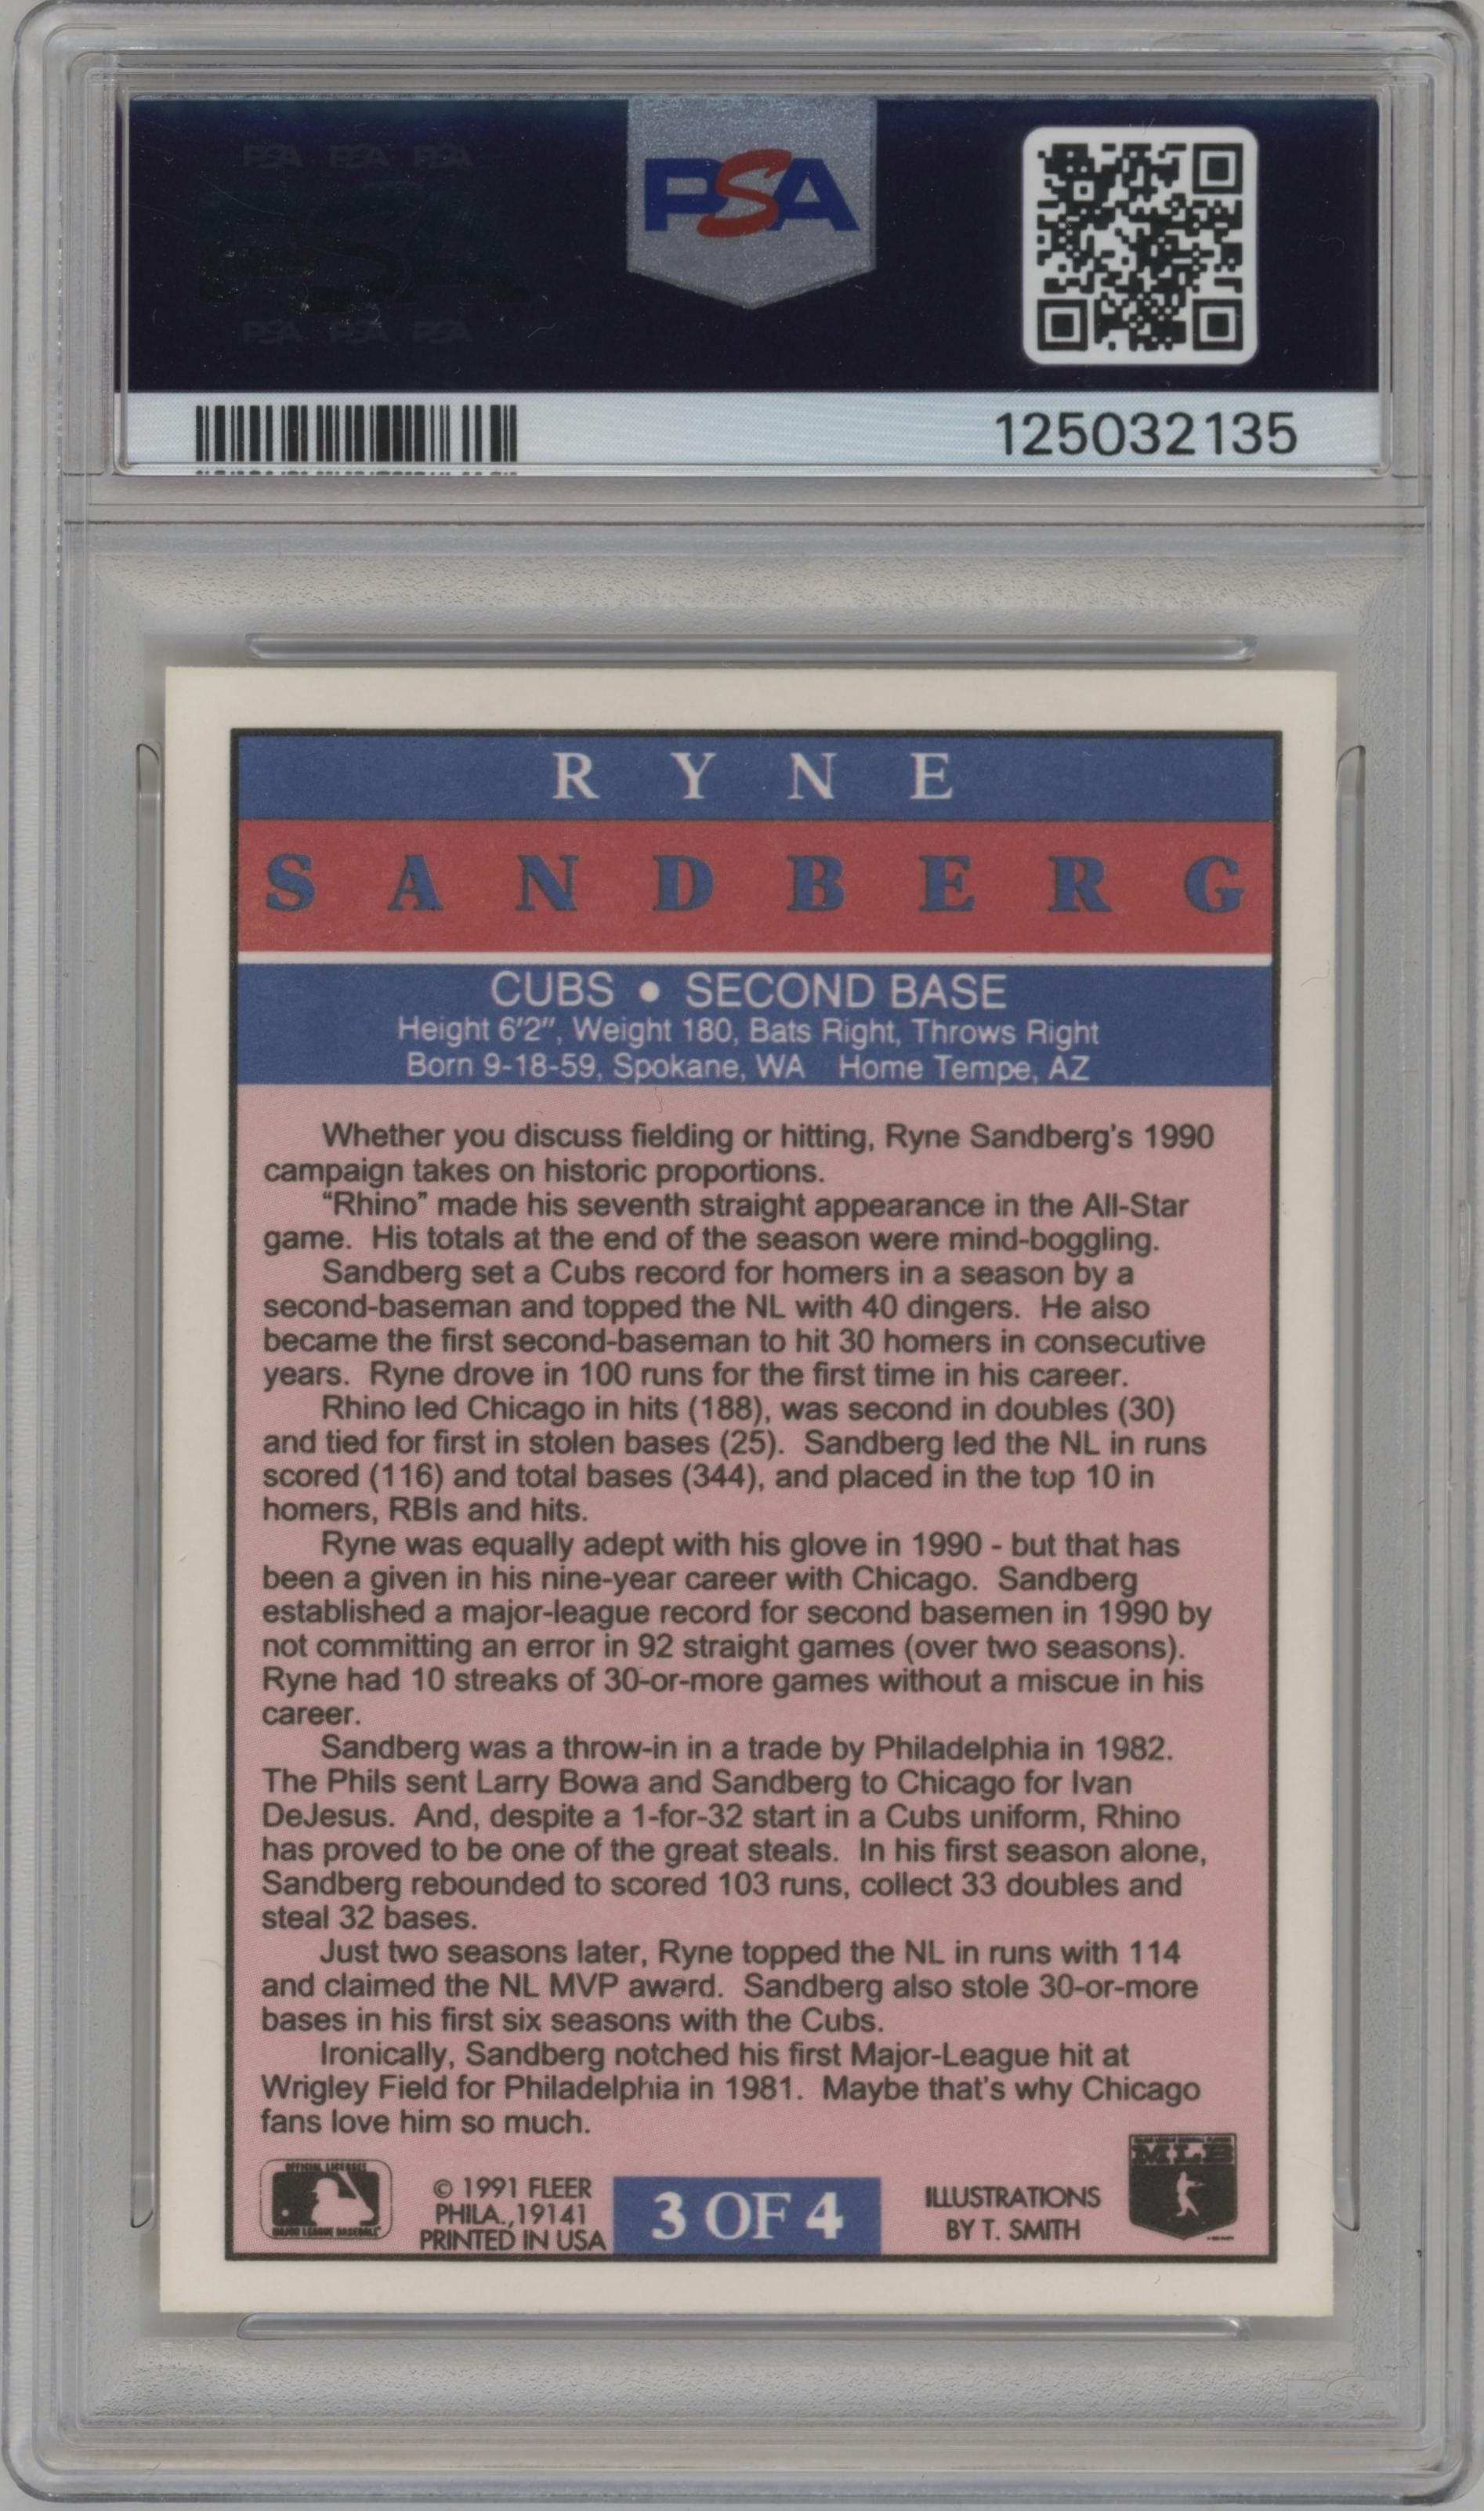 PSA PSA PSA
PSA
PSA
PSA PSA PSA
125032135
RYNE
SANDBERG
CUBS • SECOND BASE
Height 6'2", Weight 180, Bats Right, Throws Right
Born 9-18-59, Spokane, WA Home Tempe, AZ
Whether you discuss fielding or hitting, Ryne Sandberg's 1990
campaign takes on historic proportions.
"Rhino" made his seventh straight appearance in the All-Star
game. His totals at the end of the season were mind-boggling.
Sandberg set a Cubs record for homers in a season by a
second-baseman and topped the NL with 40 dingers. He also
became the first second-baseman to hit 30 homers in consecutive
years. Ryne drove in 100 runs for the first time in his career.
Rhino led Chicago in hits (188), was second in doubles (30)
and tied for first in stolen bases (25). Sandberg led the NL in runs
scored (116) and total bases (344), and placed in the top 10 in
homers, RBIs and hits.
Ryne was equally adept with his glove in 1990 - but that has
been a given in his nine-year career with Chicago. Sandberg
established a major-league record for second basemen in 1990 by
not committing an error in 92 straight games (over two seasons).
Ryne had 10 streaks of 30-or-more games without a miscue in his
career.
Sandberg was a throw-in in a trade by Philadelphia in 1982.
The Phils sent Larry Bowa and Sandberg to Chicago for Ivan
DeJesus. And, despite a 1-for-32 start in a Cubs uniform, Rhino
has proved to be one of the great steals. In his first season alone,
Sandberg rebounded to scored 103 runs, collect 33 doubles and
steal 32 bases.
Just two seasons later, Ryne topped the NL in runs with 114
and claimed the NL MVP award. Sandberg also stole 30-or-more
bases in his first six seasons with the Cubs.
Ironically, Sandberg notched his first Major-League hit at
Wrigley Field for Philadelphia in 1981. Maybe that's why Chicago
fans love him so much.
OFFICIAL LICENSEE
MAJOR LEAGUE BASEBALL
© 1991 FLEER
PHILA., 19141
PRINTED IN USA
3 OF 4
ILLUSTRATIONS
BY T. SMITH
MLB